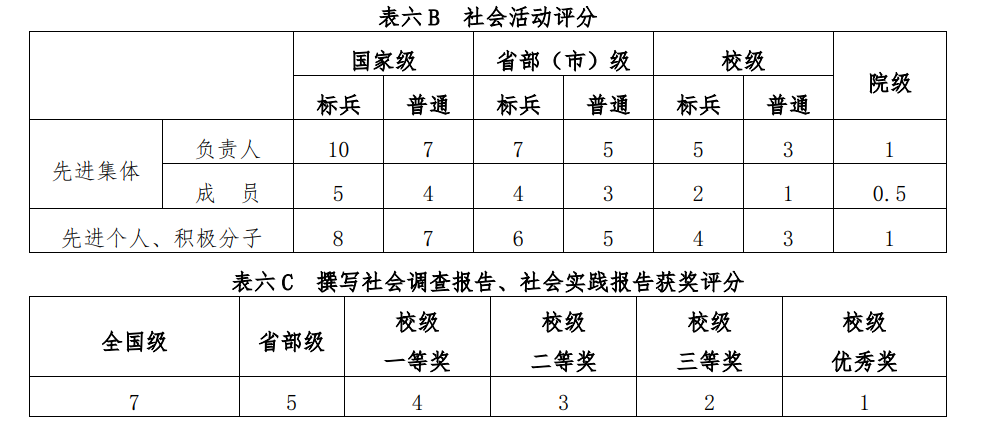 表六 B 社会活动评分
国家级 省部（市）级 校级 院级
标兵 普通 标兵 普通 标兵 普通
先进集体 负责人 10 7 7 5 5 3 1
成 员 5 4 4 3 2 1 0.5
先进个人、积极分子 8 7 6 5 4 3 1
表六 C 撰写社会调查报告、社会实践报告获奖评分
全国级 省部级 校级 校级 校级 校级
一等奖 二等奖 三等奖 优秀奖
7 5 4 3 2 1